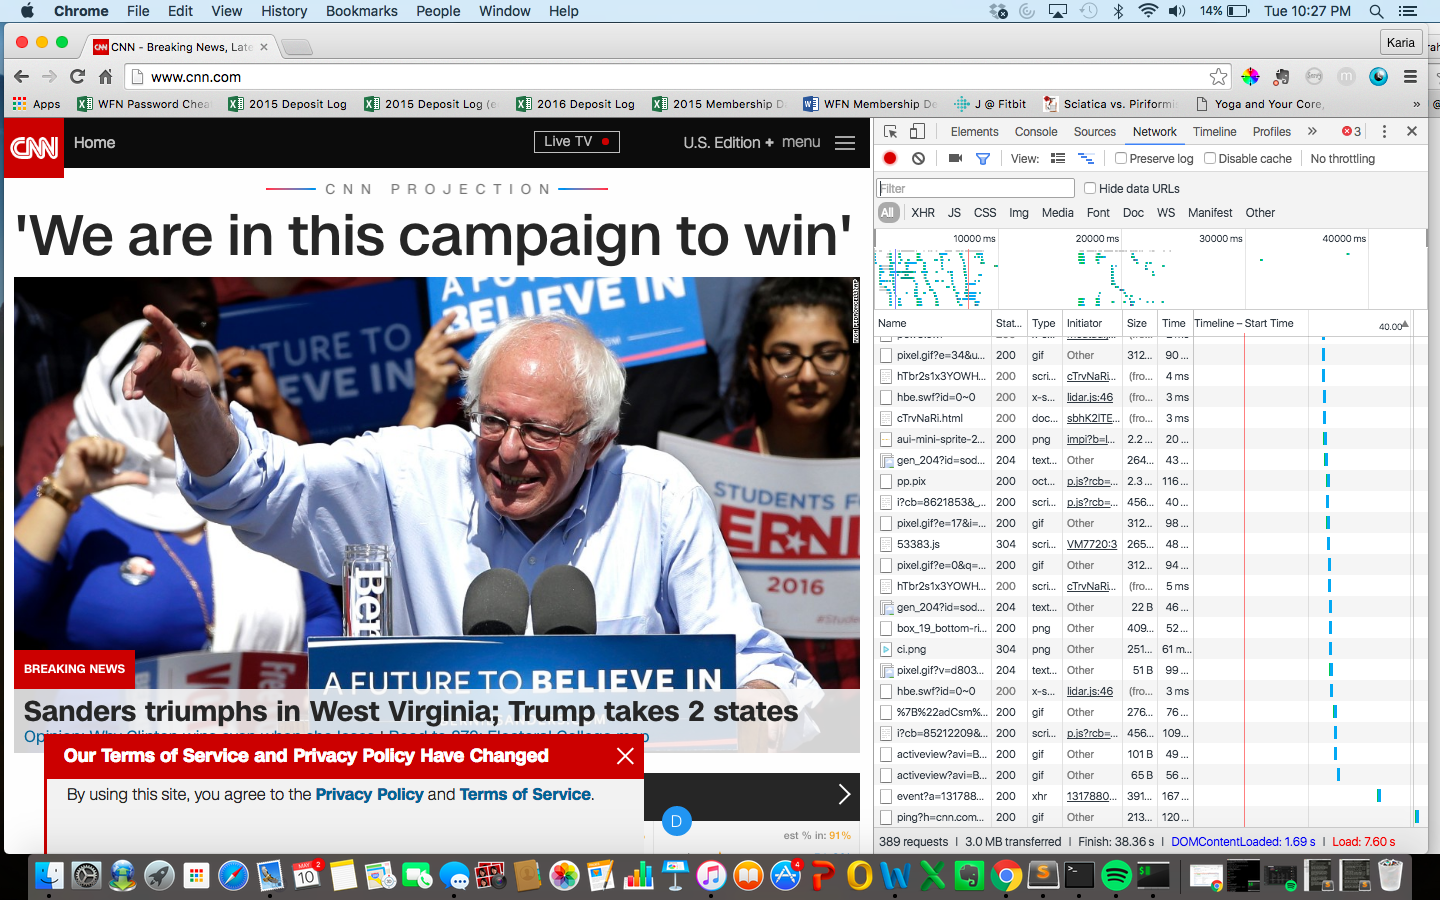 Chrome File Edit View History Bookmarks People Window Help 14% Tue 10:27 PM
CNN - Breaking News, Late
Karia
www.cnn.com
Apps WFN Password Chea 2015 Deposit Log 2015 Deposit Log (e 2016 Deposit Log 2015 Membership D WFN Membership Do J @ Fitbit Sciatica vs. Piriformi Yoga and Your Core, »
CNN Home Live TV U.S. Edition + menu
CNN PROJECTION
'We are in this campaign to win'
A FUTURE TO
BELIEVE IN
STUDENTS F
ERNI
2016
A FUTURE TO BELIEVE IN
BREAKING NEWS
Sanders triumphs in West Virginia; Trump takes 2 states
Our Terms of Service and Privacy Policy Have Changed
By using this site, you agree to the Privacy Policy and Terms of Service.
D
est % in: 91%
Elements Console Sources Network Timeline Profiles » 3
View: Preserve log Disable cache No throttling
Filter Hide data URLs
All XHR JS CSS Img Media Font Doc WS Manifest Other
10000 ms 20000 ms 30000 ms 40000 ms
Name Stat... Type Initiator Size Time Timeline – Start Time 40.00
pixel.gif?e=34&u... 200 gif Other 312... 90 ...
hTbr2s1x3YOWH... 200 scri... cTrvNaRi... (fro... 4 ms
hbe.swf?id=0~0 200 x-s... lidar.js:46 (fro... 3 ms
cTrvNaRi.html 200 doc... sbhK2lTE... (fro... 3 ms
aui-mini-sprite-2... 200 png impl?b=l... 2.2 ... 20 ...
gen_204?id=sod... 204 text... Other 264... 43 ...
pp.pix 200 oct... p.js?rcb=... 2.3 ... 116 ...
i?cb=8621853&_... 200 scri... p.js?rcb=... 456... 40 ...
pixel.gif?e=17&i=... 200 gif Other 312... 98 ...
53383.js 304 scri... VM7720:3 265... 48 ...
pixel.gif?e=0&q=... 200 gif Other 312... 94 ...
hTbr2s1x3YOWH... 200 scri... cTrvNaRi... (fro... 5 ms
gen_204?id=sod... 204 text... Other 22 B 46 ...
box_19_bottom-ri... 200 png Other 409... 52 ...
ci.png 304 png Other 251... 61 m...
pixel.gif?v=d803... 204 text... Other 51 B 99 ...
hbe.swf?id=0~0 200 x-s... lidar.js:46 (fro... 3 ms
%7B%22adCsm%... 200 gif Other 276... 76 ...
i?cb=85212209&... 200 scri... p.js?rcb=... 456... 109...
activeview?avi=B... 200 gif Other 101 B 49 ...
activeview?avi=B... 200 gif Other 65 B 56 ...
event?a=131788... 200 xhr 1317880... 391... 167 ...
ping?h=cnn.com... 200 gif Other 213... 120 ...
389 requests | 3.0 MB transferred | Finish: 38.36 s | DOMContentLoaded: 1.69 s | Load: 7.60 s